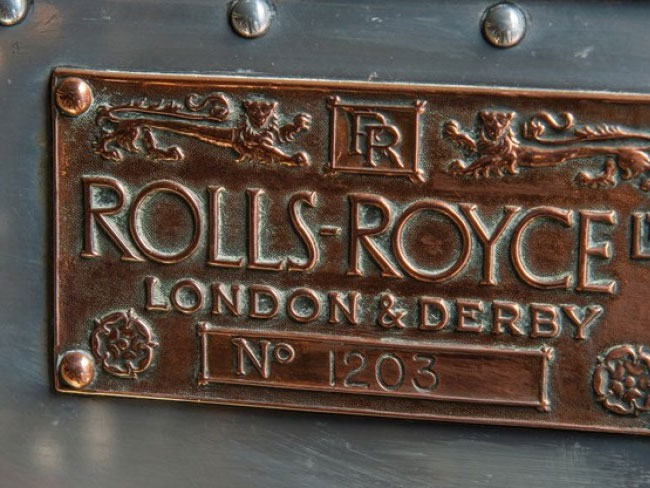 RR
ROLLS-ROYCE
LONDON & DERBY
Nº 1203